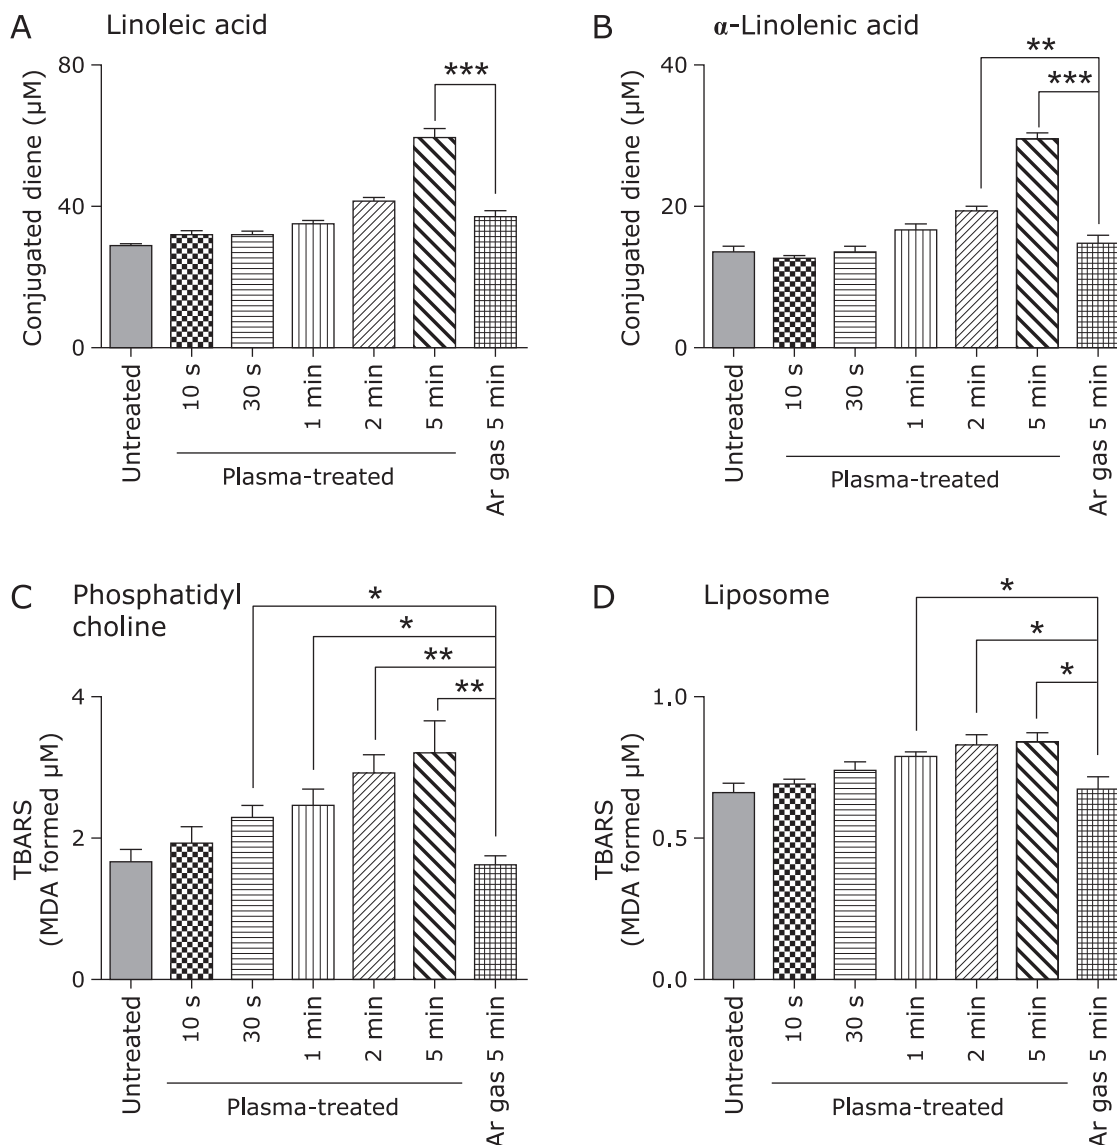 A Linoleic acid
Conjugated diene (µM)
80
40
0
***
Untreated
10 s
30 s
1 min
2 min
5 min
Ar gas 5 min
Plasma-treated
B α-Linolenic acid
Conjugated diene (µM)
40
20
0
**
***
Untreated
10 s
30 s
1 min
2 min
5 min
Ar gas 5 min
Plasma-treated
C Phosphatidyl
choline
TBARS
(MDA formed µM)
4
2
0
*
*
**
**
Untreated
10 s
30 s
1 min
2 min
5 min
Ar gas 5 min
Plasma-treated
D Liposome
TBARS
(MDA formed µM)
1.0
0.5
0.0
*
*
*
Untreated
10 s
30 s
1 min
2 min
5 min
Ar gas 5 min
Plasma-treated